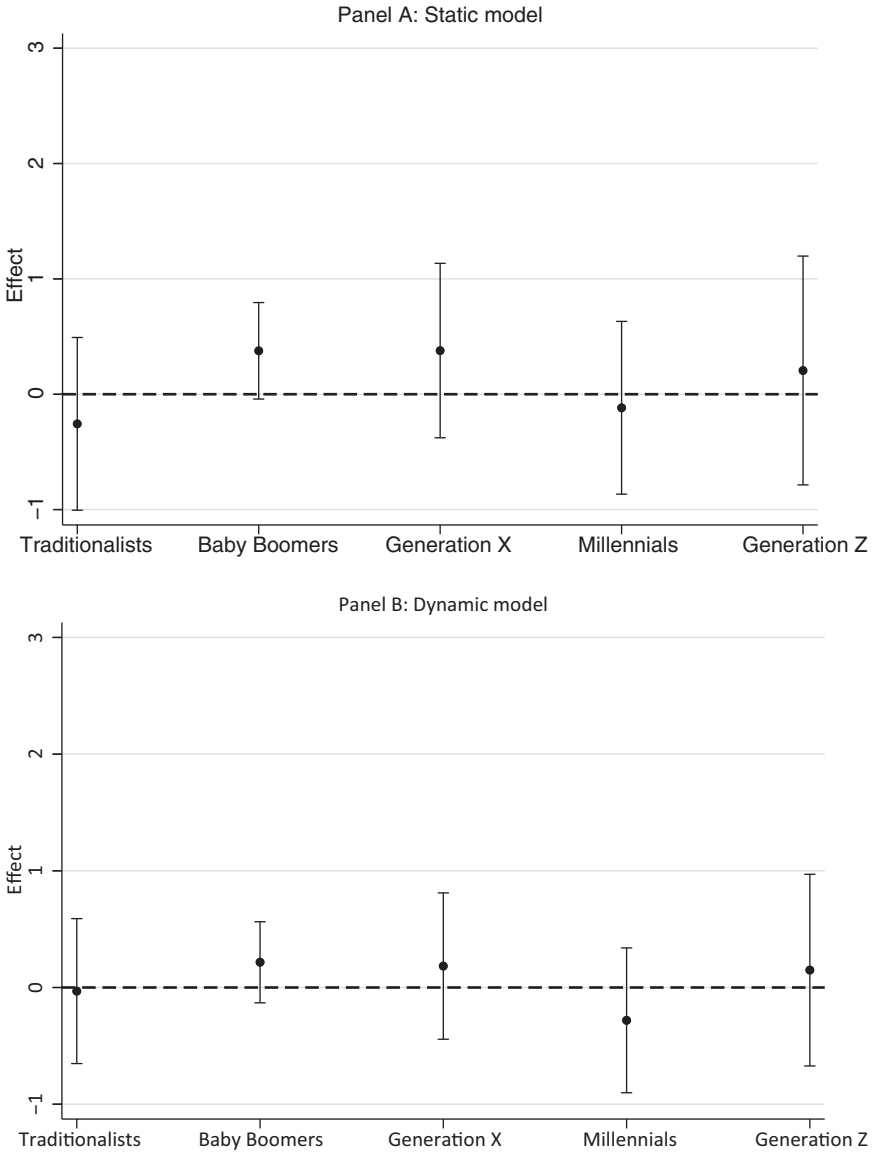 Panel A: Static model
3
2
1
0
−1
Effect
Traditionalists Baby Boomers Generation X Millennials Generation Z
Panel B: Dynamic model
3
2
1
0
−1
Effect
Traditionalists Baby Boomers Generation X Millennials Generation Z